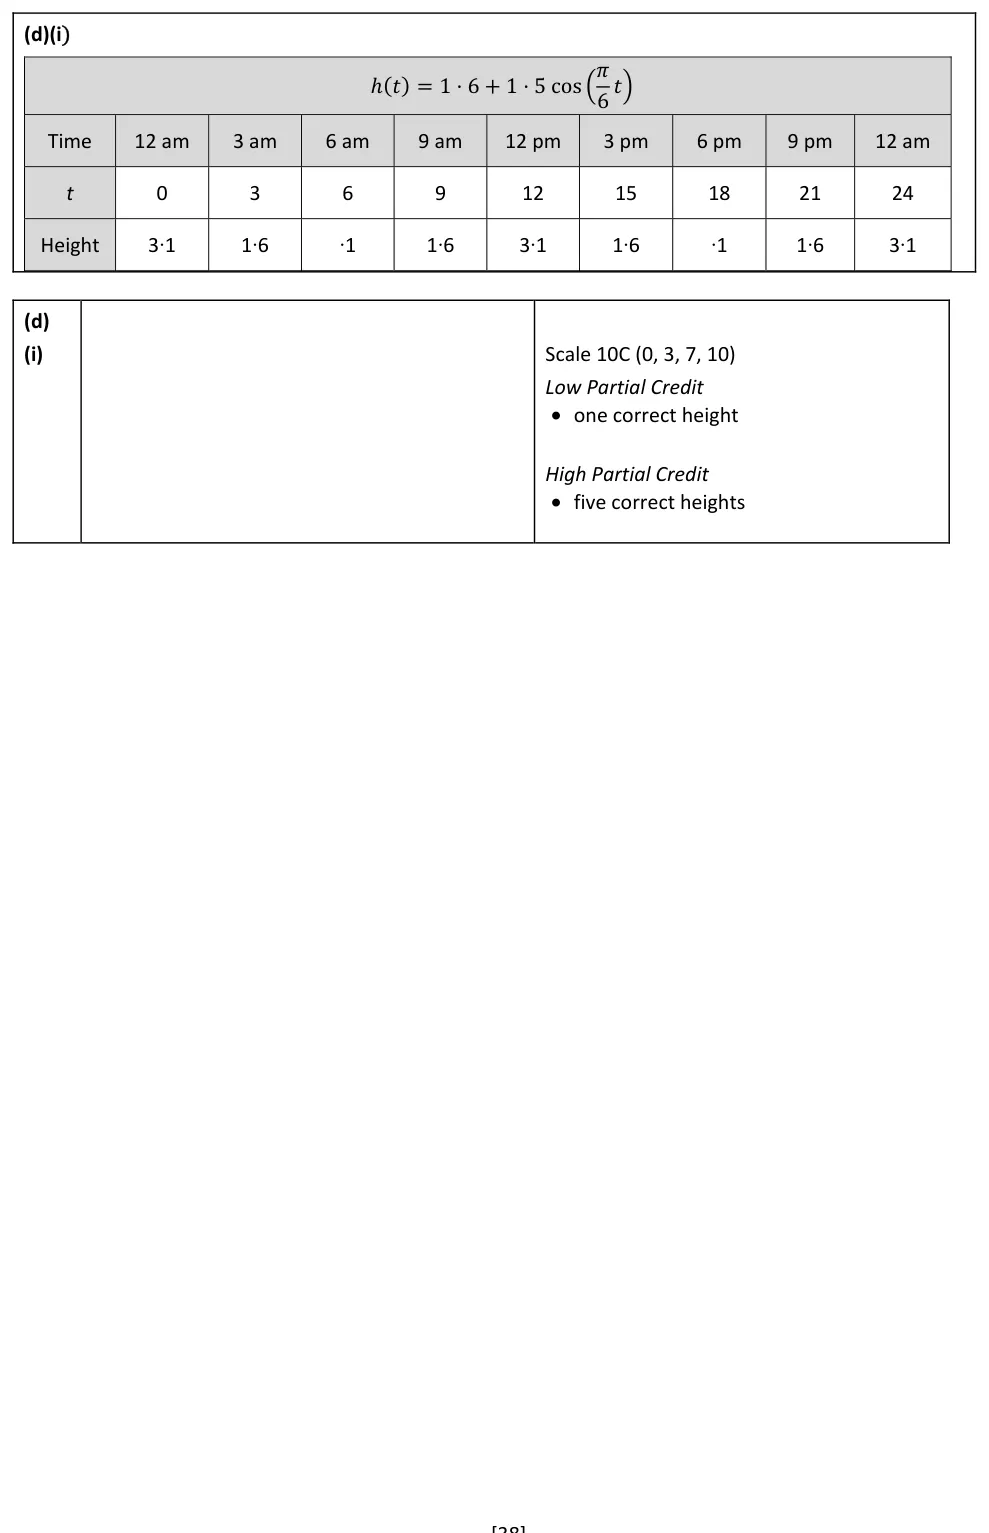 (d)(i)
h(t) = 1 · 6 + 1 · 5 cos (π/6 t)
Time 12 am 3 am 6 am 9 am 12 pm 3 pm 6 pm 9 pm 12 am
t 0 3 6 9 12 15 18 21 24
Height 3·1 1·6 ·1 1·6 3·1 1·6 ·1 1·6 3·1
(d)
(i) Scale 10C (0, 3, 7, 10)
Low Partial Credit
• one correct height
High Partial Credit
• five correct heights
[28]